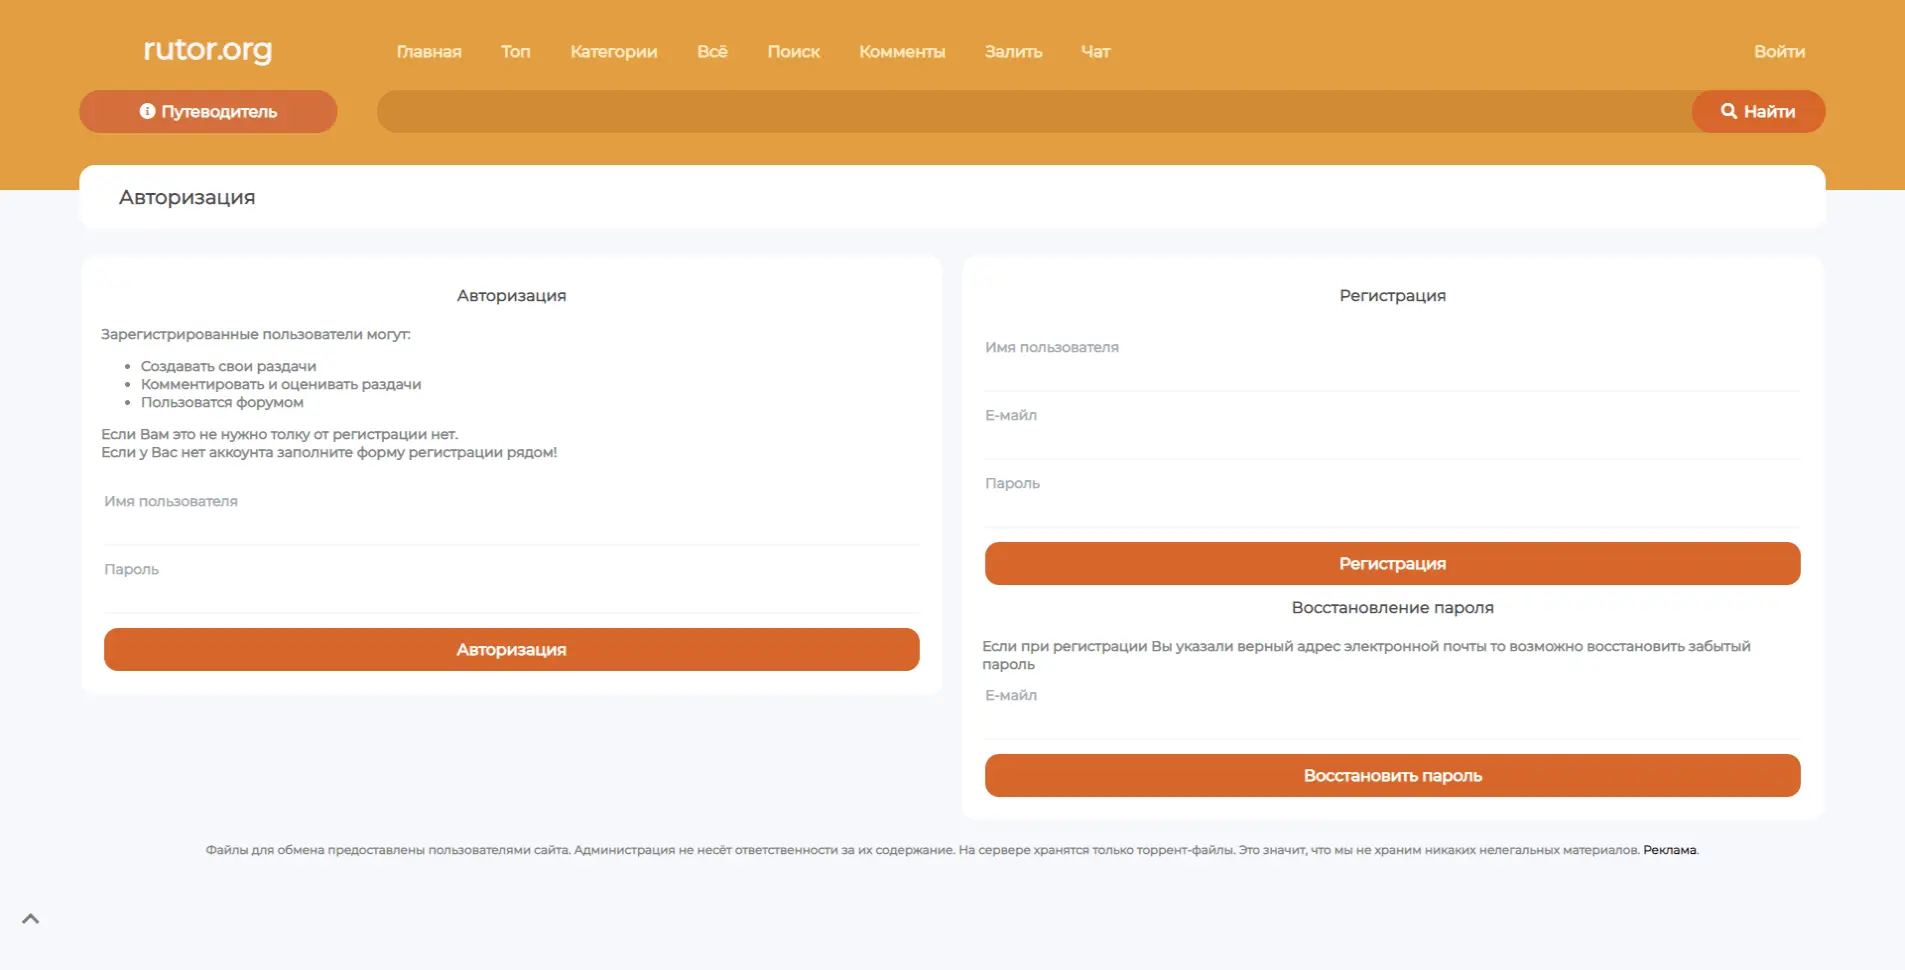 rutor.org
Главная Топ Категории Всё Поиск Комменты Залить Чат Войти
Путеводитель
Найти
Авторизация
Авторизация
Зарегистрированные пользователи могут:
Создавать свои раздачи
Комментировать и оценивать раздачи
Пользоватся форумом
Если Вам это не нужно толку от регистрации нет.
Если у Вас нет аккоунта заполните форму регистрации рядом!
Имя пользователя
Пароль
Авторизация
Регистрация
Имя пользователя
Е-майл
Пароль
Регистрация
Восстановление пароля
Если при регистрации Вы указали верный адрес электронной почты то возможно восстановить забытый
пароль
Е-майл
Восстановить пароль
Файлы для обмена предоставлены пользователями сайта. Администрация не несёт ответственности за их содержание. На сервере хранятся только торрент-файлы. Это значит, что мы не храним никаких нелегальных материалов. Реклама.